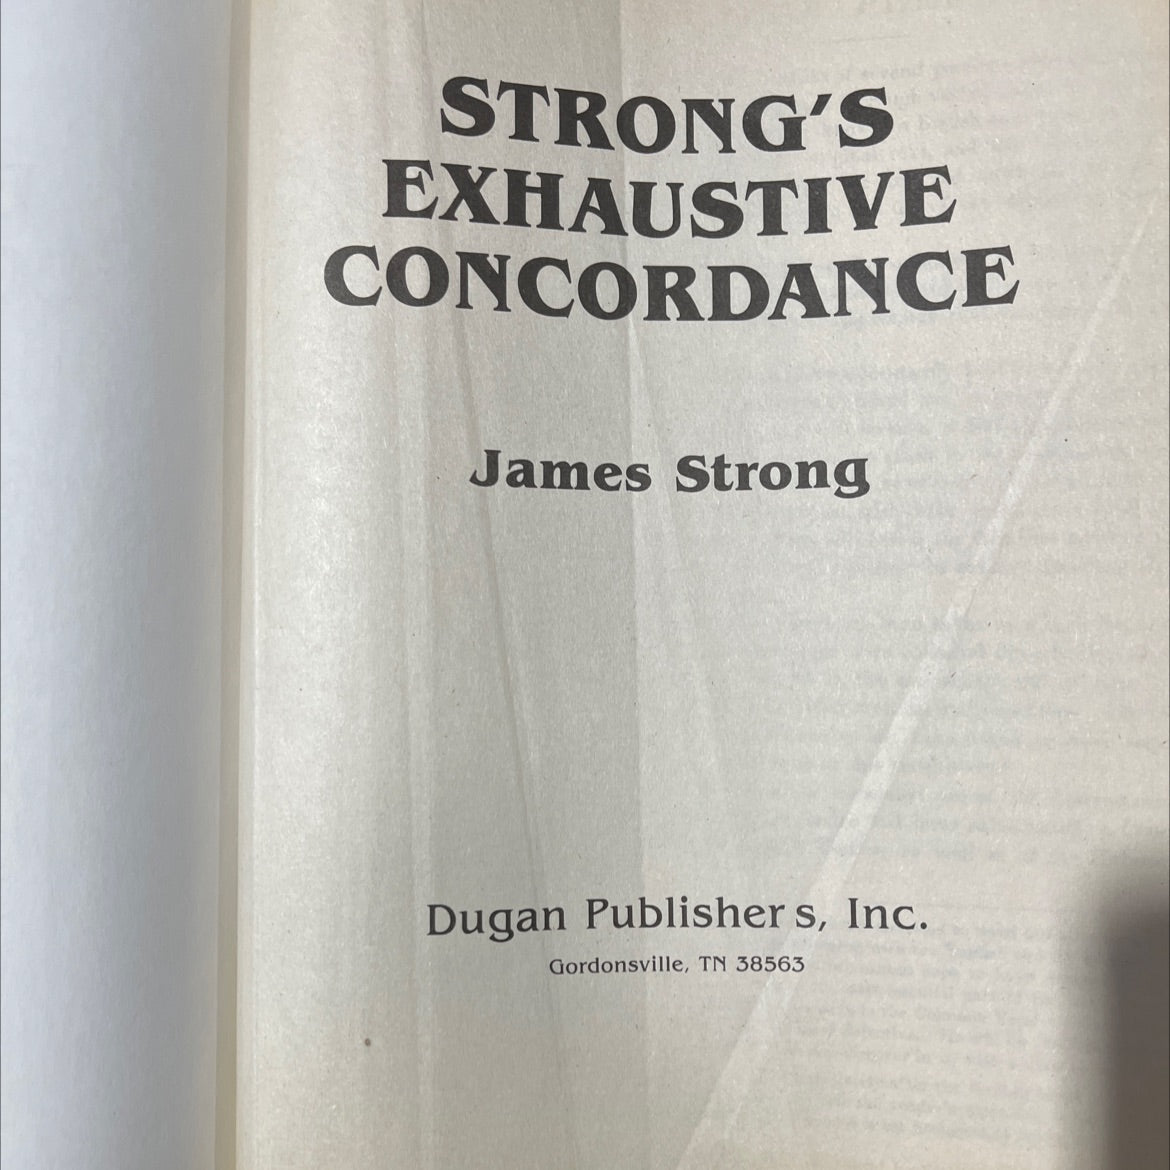 STRONG'S
EXHAUSTIVE
CONCORDANCE
James Strong
Dugan Publisher s, Inc.
Gordonsville, TN 38563